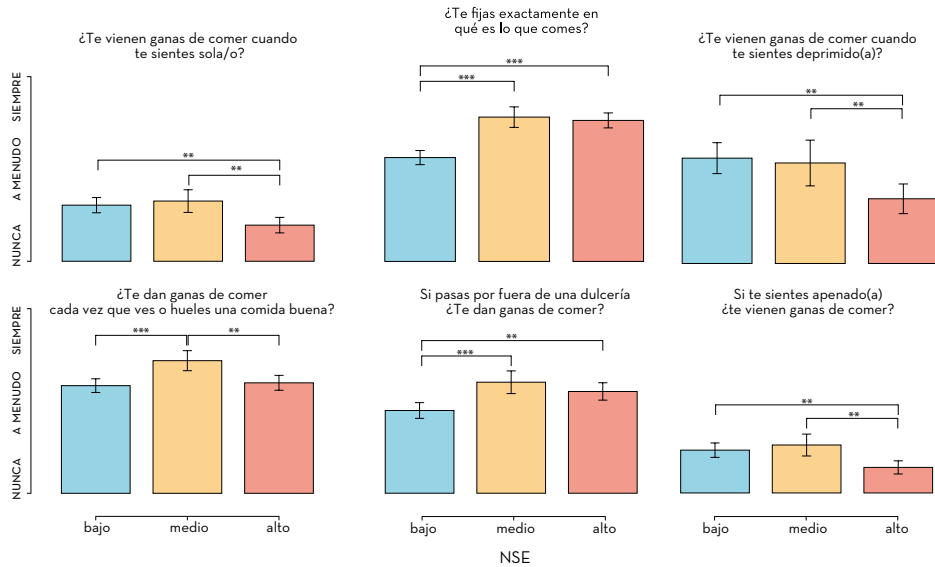 ¿Te vienen ganas de comer cuando
te sientes sola/o?
¿Te fijas exactamente en
qué es lo que comes?
¿Te vienen ganas de comer cuando
te sientes deprimido(a)?
SIEMPRE
A MENUDO
NUNCA
**
**
***
***
**
**
¿Te dan ganas de comer
cada vez que ves o hueles una comida buena?
Si pasas por fuera de una dulcería
¿Te dan ganas de comer?
Si te sientes apenado(a)
¿te vienen ganas de comer?
SIEMPRE
A MENUDO
NUNCA
***
**
**
***
**
**
bajo medio alto
bajo medio alto
bajo medio alto
NSE